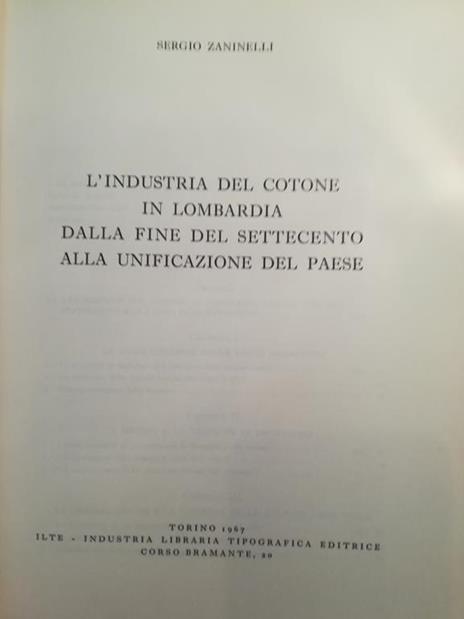 SERGIO ZANINELLI
L'INDUSTRIA DEL COTONE
IN LOMBARDIA
DALLA FINE DEL SETTECENTO
ALLA UNIFICAZIONE DEL PAESE
TORINO 1967
ILTE - INDUSTRIA LIBRARIA TIPOGRAFICA EDITRICE
CORSO BRAMANTE, 20